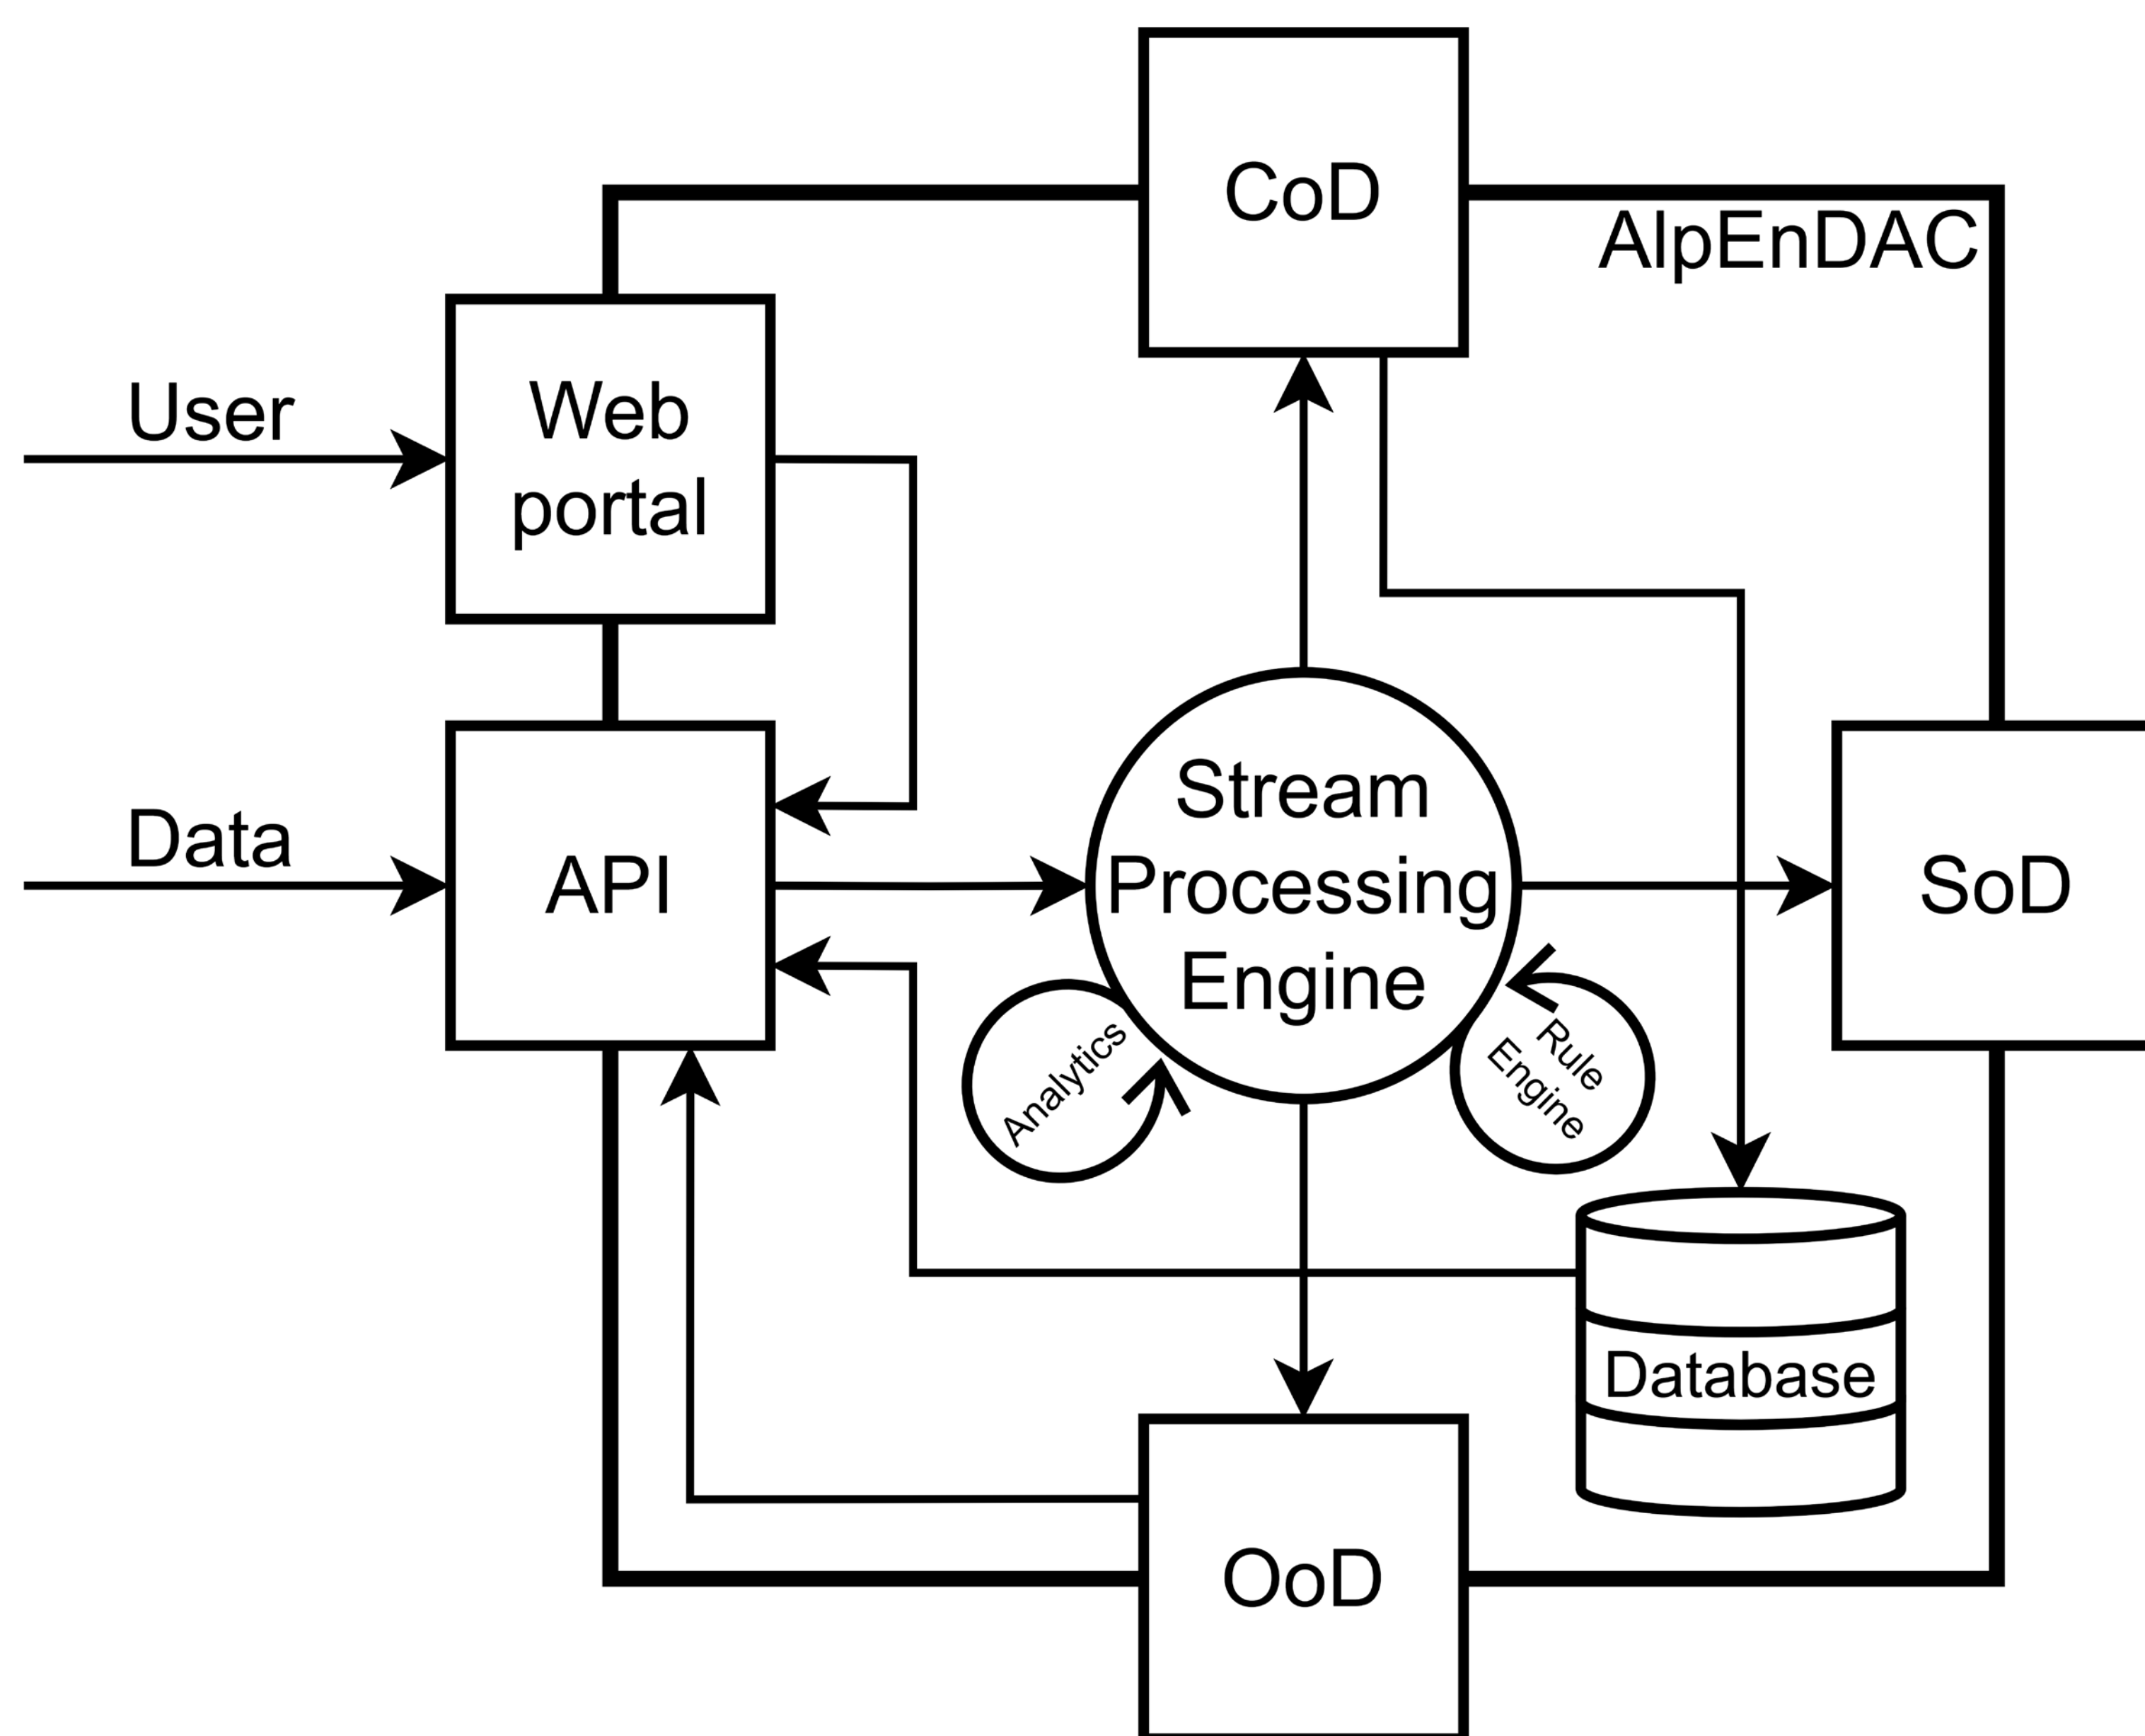 CoD
AlpEnDAC
User
Web
portal
Data
API
Stream
Processing
Engine
SoD
Analytics
Rule
Engine
Database
OoD